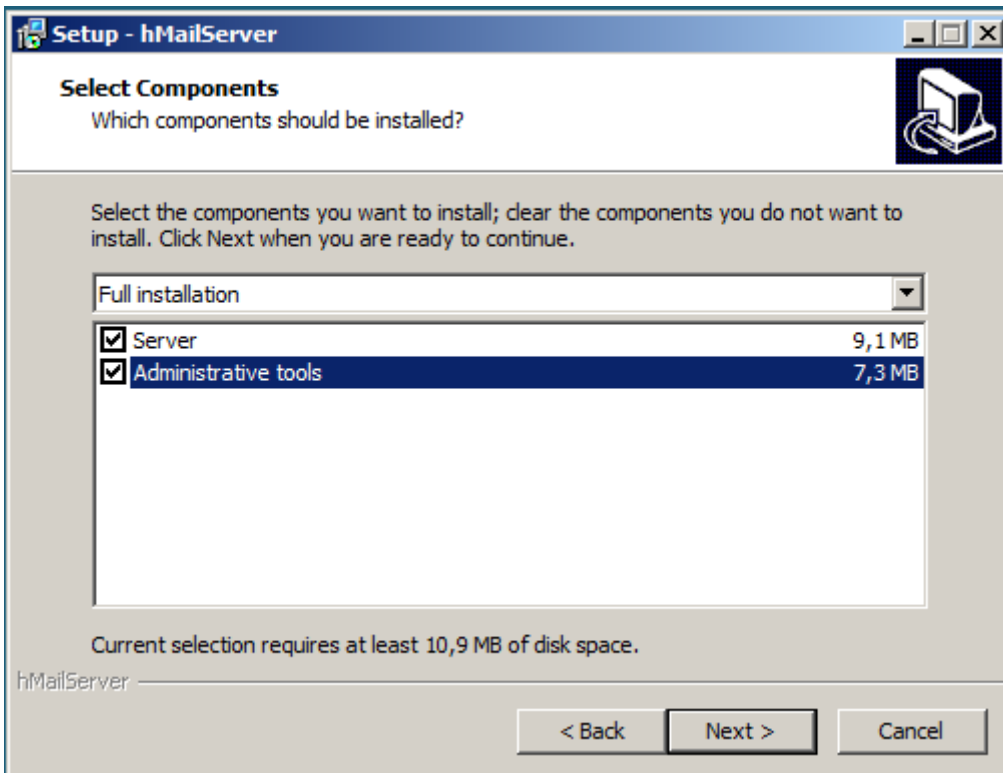 Setup - hMailServer
Select Components
Which components should be installed?
Select the components you want to install; clear the components you do not want to
install. Click Next when you are ready to continue.
Full installation
Server 9,1 MB
Administrative tools 7,3 MB
Current selection requires at least 10,9 MB of disk space.
hMailServer
< Back Next > Cancel